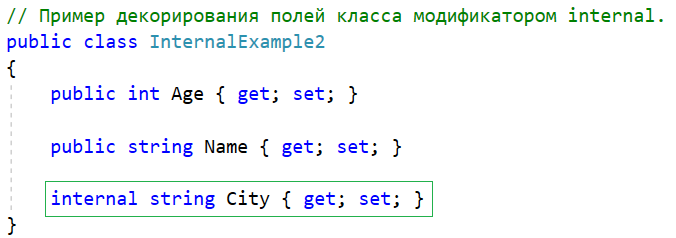 // Пример декорирования полей класса модификатором internal.
public class InternalExample2
{
public int Age { get; set; }
public string Name { get; set; }
internal string City { get; set; }
}